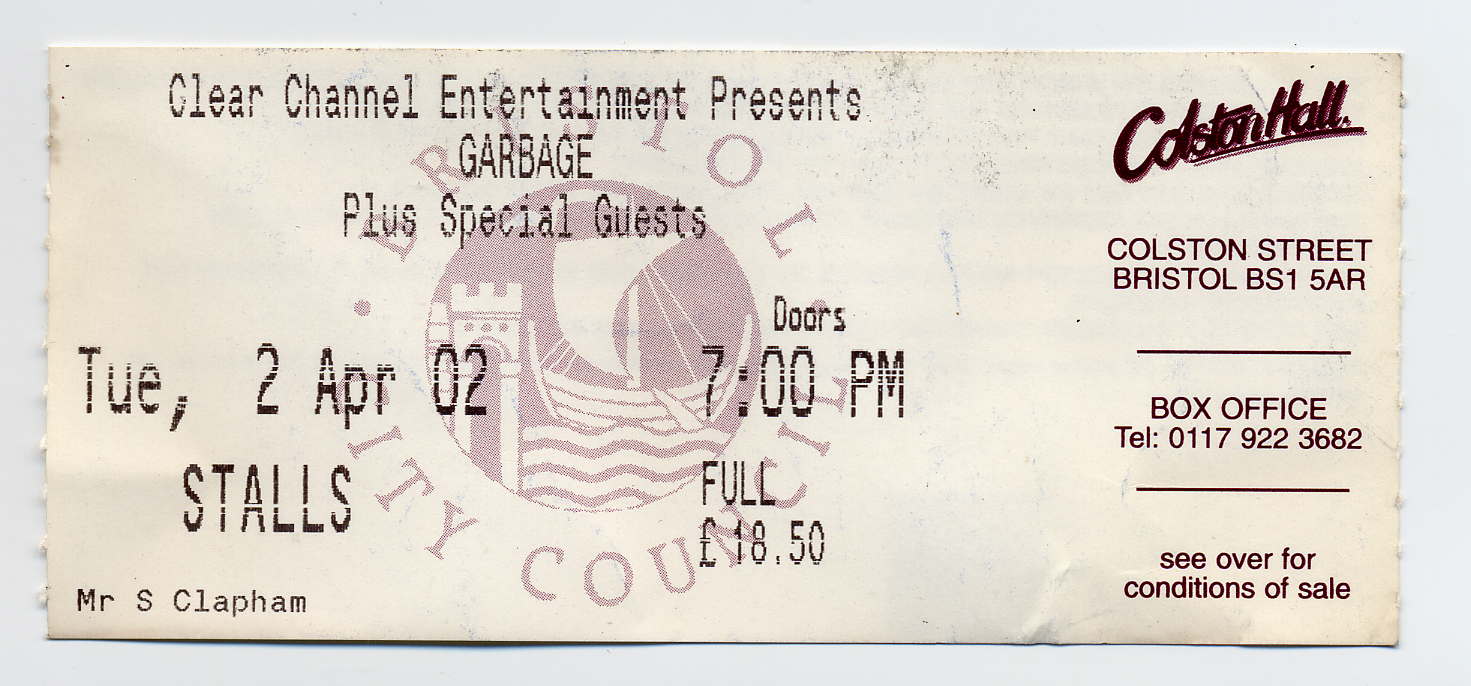 Clear Channel Entertainment Presents
GARBAGE
Plus Special Guests
Doors
Tue, 2 Apr 02 7:00 PM
STALLS
FULL
£18.50
Mr S Clapham
BRISTOL
CITY COUNCIL
Colston Hall.
COLSTON STREET
BRISTOL BS1 5AR
BOX OFFICE
Tel: 0117 922 3682
see over for
conditions of sale